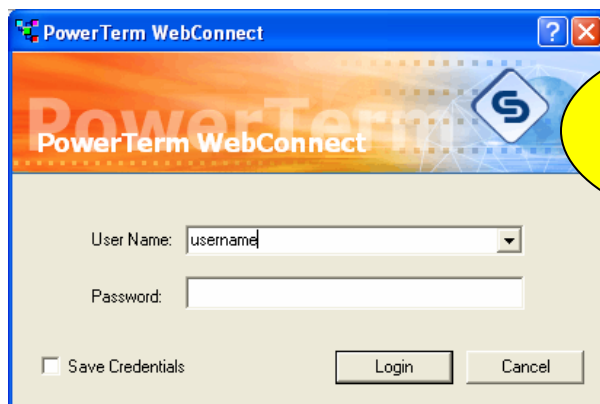 PowerTerm WebConnect
PowerTerm
PowerTerm WebConnect
User Name: username
Password:
Save Credentials Login Cancel